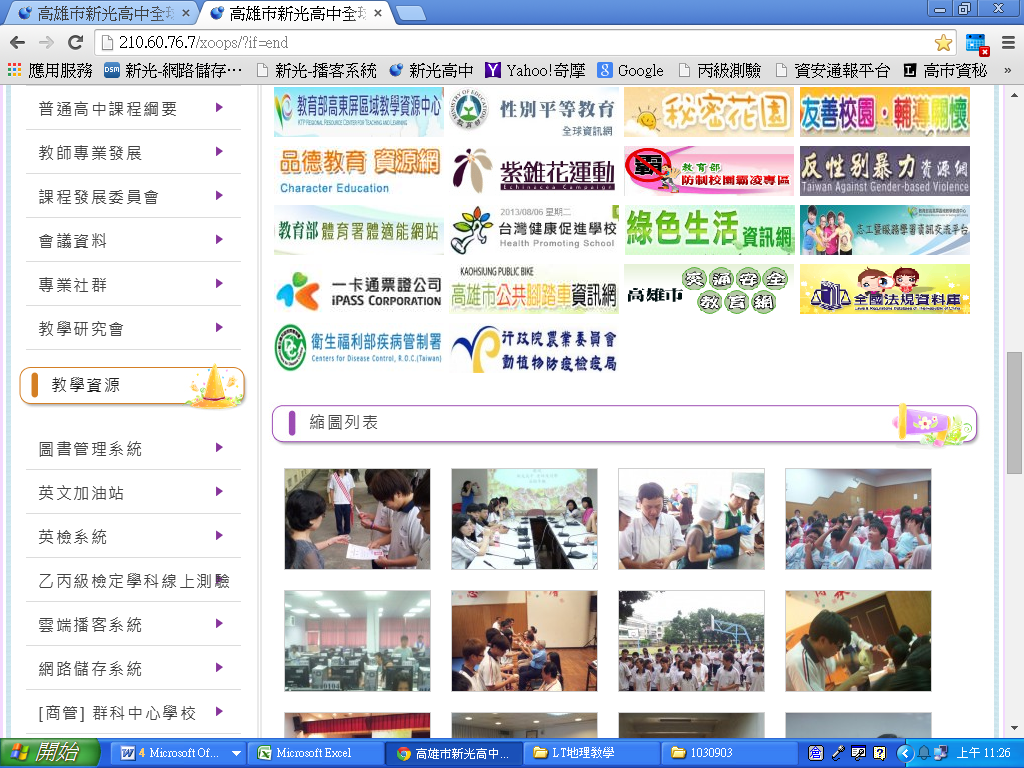 高雄市新光高中全球
高雄市新光高中全球
210.60.76.7/xoops/?if=end
應用服務
新光-網路儲存…
新光-播客系統
新光高中
Yahoo!奇摩
Google
丙級測驗
資安通報平台
高市資秘
»
普通高中課程綱要
教師專業發展
課程發展委員會
會議資料
專業社群
教學研究會
教學資源
圖書管理系統
英文加油站
英檢系統
乙丙級檢定學科線上測驗
雲端播客系統
網路儲存系統
[商管] 群科中心學校
教育部高東屏區域教學資源中心
KTP REGIONAL RESOURCE CENTER FOR TEACHING AND LEARNING
性別平等教育
全球資訊網
秘密花園
友善校園‧輔導關懷
品德教育 資源網
Character Education
紫錐花運動
Echinacea Campaign
霸
教育部
防制校園霸凌專區
反性別暴力資源網
Taiwan Against Gender-based Violence
教育部 體育署體適能網站
2013/08/06 星期二
台灣健康促進學校
Health Promoting School
綠色生活資訊網
志工暨服務學習資訊交流平台
一卡通票證公司
iPASS CORPORATION
KAOHSIUNG PUBLIC BIKE
高雄市公共腳踏車資訊網
高雄市
交通安全
教育網
全國法規資料庫
衛生福利部疾病管制署
Centers for Disease Control, R.O.C.(Taiwan)
行政院農業委員會
動植物防疫檢疫局
縮圖列表
開始
4 Microsoft Of...
Microsoft Excel
高雄市新光高中...
LT地理教學
1030903
上午 11:26